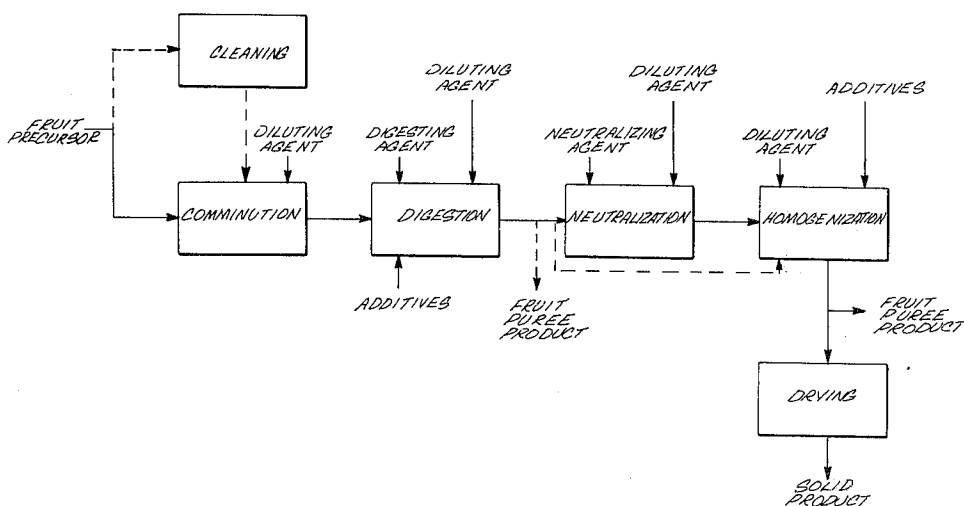 CLEANING
DILUTING
AGENT
DILUTING
AGENT
ADDITIVES
FRUIT
PRECURSOR
DILUTING
AGENT
DIGESTING
AGENT
NEUTRALIZING
AGENT
DILUTING
AGENT
COMMINUTION
DIGESTION
NEUTRALIZATION
HOMOGENIZATION
ADDITIVES
FRUIT
PUREE
PRODUCT
FRUIT
PUREE
PRODUCT
DRYING
SOLID
PRODUCT